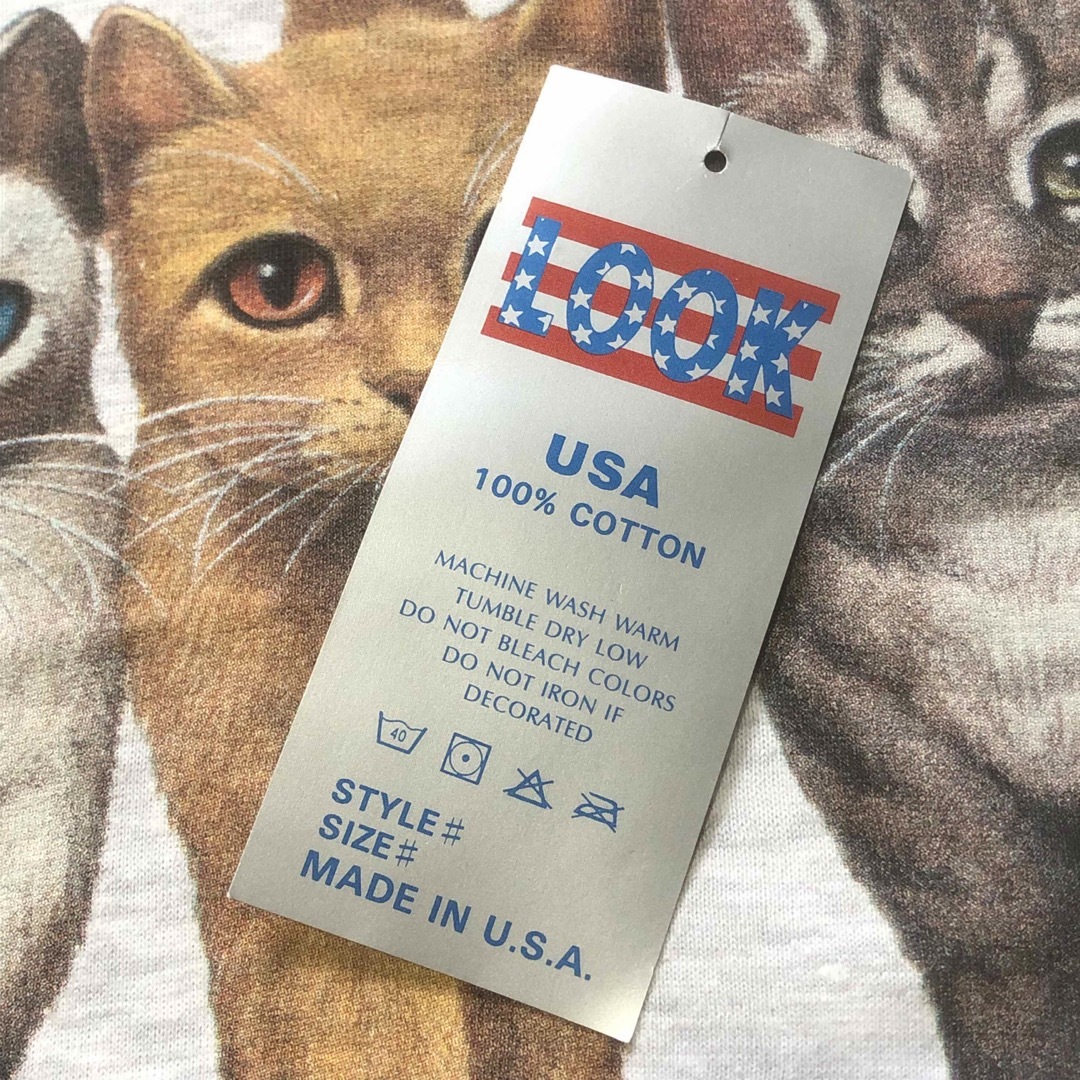 LOOK
USA
100% COTTON
MACHINE WASH WARM
TUMBLE DRY LOW
DO NOT BLEACH COLORS
DO NOT IRON IF
DECORATED
40
STYLE#
SIZE#
MADE IN U.S.A.